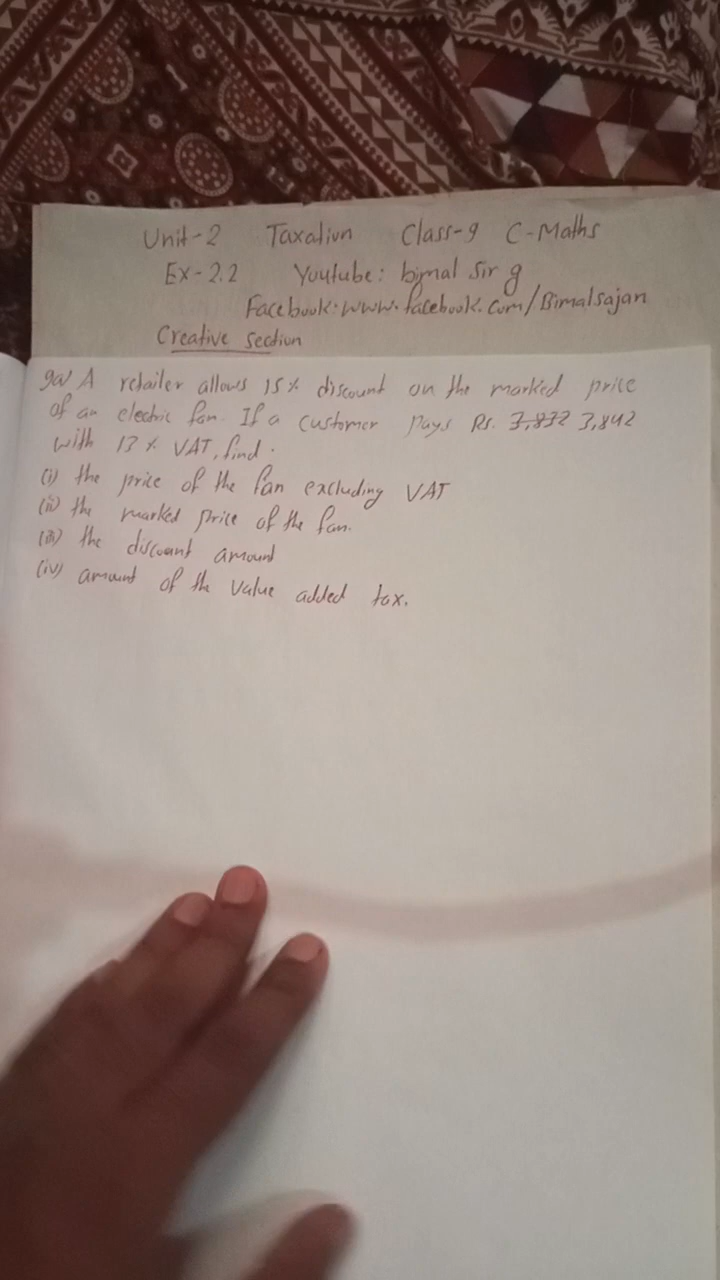 Unit-2 Taxation Class-9 C-Maths
Ex-2.2 Youtube: bimal sir g
Facebook:www.facebook.com/Bimalsajan
Creative section
9a) A retailer allows 15% discount on the marked price
of an electric fan. If a customer pays Rs. 3,842
with 13% VAT, find.
(i) the price of the fan excluding VAT
(ii) the marked price of the fan.
(iii) the discount amount
(iv) amount of the value added tax.